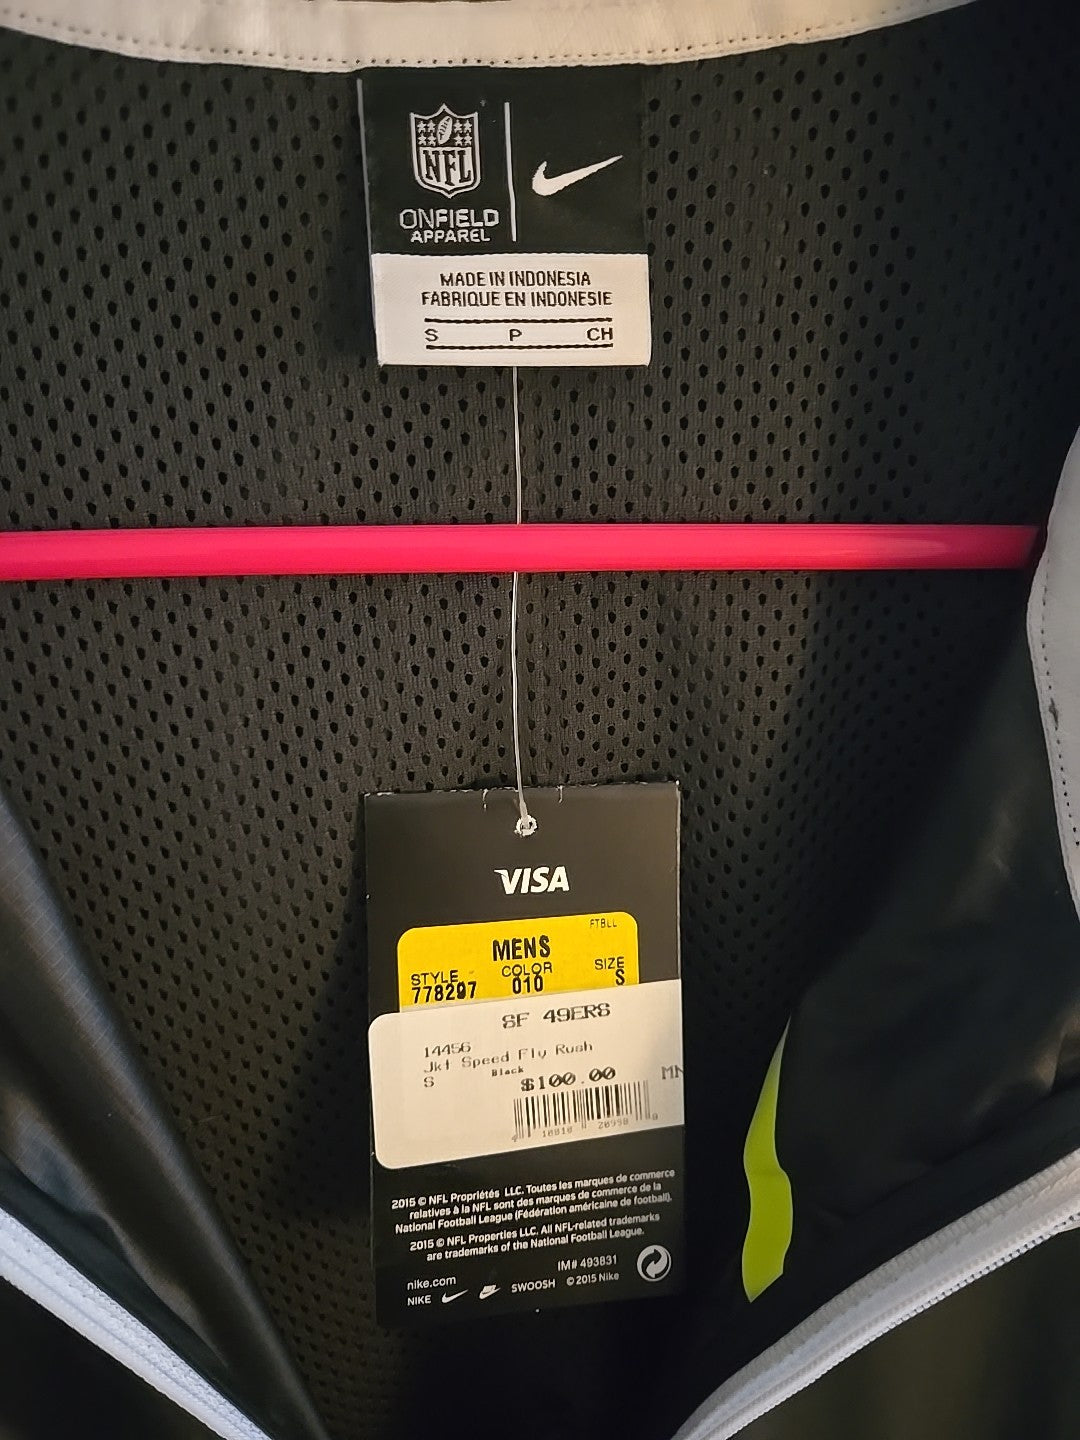 NFL
ONFIELD
APPAREL
MADE IN INDONESIA
FABRIQUE EN INDONESIE
S P CH
VISA
FTBLL
MENS
STYLE COLOR SIZE
778297 010 S
SF 49ERS
14456
Jkt Speed Fly Rush
S Black $100.00 MN
2015 © NFL Propriétés LLC. Toutes les marques de commerce
relatives à la NFL sont des marques de commerce de la
National Football League (Fédération américaine de football).
2015 © NFL Properties LLC. All NFL-related trademarks
are trademarks of the National Football League.
IM# 493831
nike.com
NIKE SWOOSH © 2015 Nike